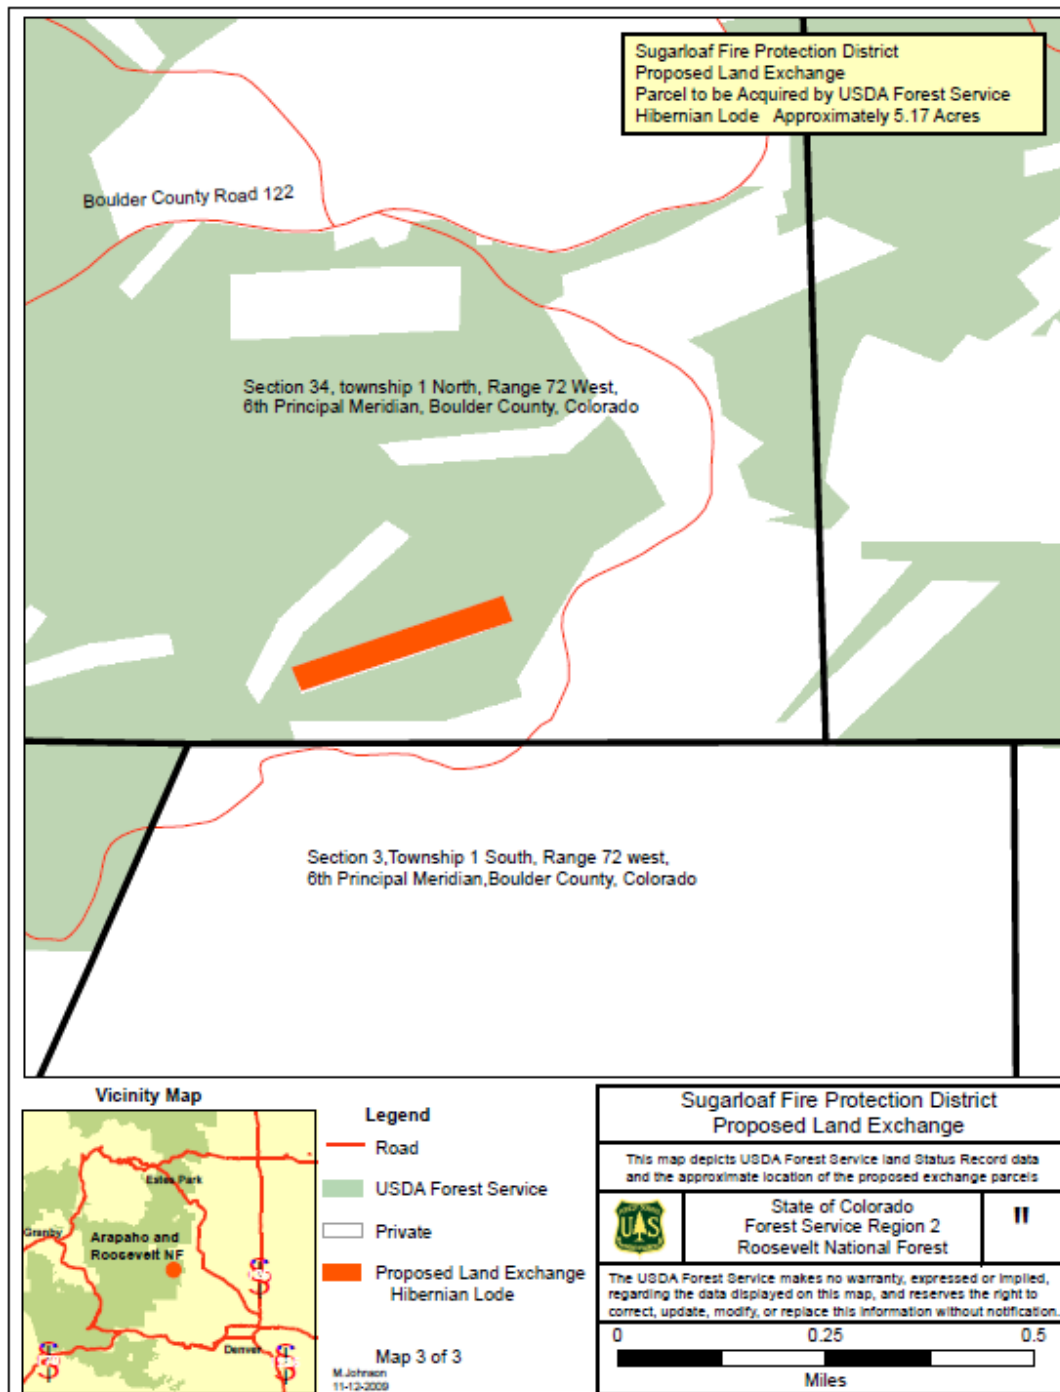 Sugarloaf Fire Protection District
Proposed Land Exchange
Parcel to be Acquired by USDA Forest Service
Hibernian Lode Approximately 5.17 Acres
Boulder County Road 122
Section 34, township 1 North, Range 72 West,
6th Principal Meridian, Boulder County, Colorado
Section 3,Township 1 South, Range 72 west,
6th Principal Meridian,Boulder County, Colorado
Vicinity Map
Estes Park
Granby
Arapaho and
Roosevelt NF
Denver
Legend
Road
USDA Forest Service
Private
Proposed Land Exchange
Hibernian Lode
Map 3 of 3
M.Johnson
11-12-2009
Sugarloaf Fire Protection District
Proposed Land Exchange
This map depicts USDA Forest Service land Status Record data
and the approximate location of the proposed exchange parcels
U S
State of Colorado
Forest Service Region 2
Roosevelt National Forest
"
The USDA Forest Service makes no warranty, expressed or implied,
regarding the data displayed on this map, and reserves the right to
correct, update, modify, or replace this information without notification.
0 0.25 0.5
Miles